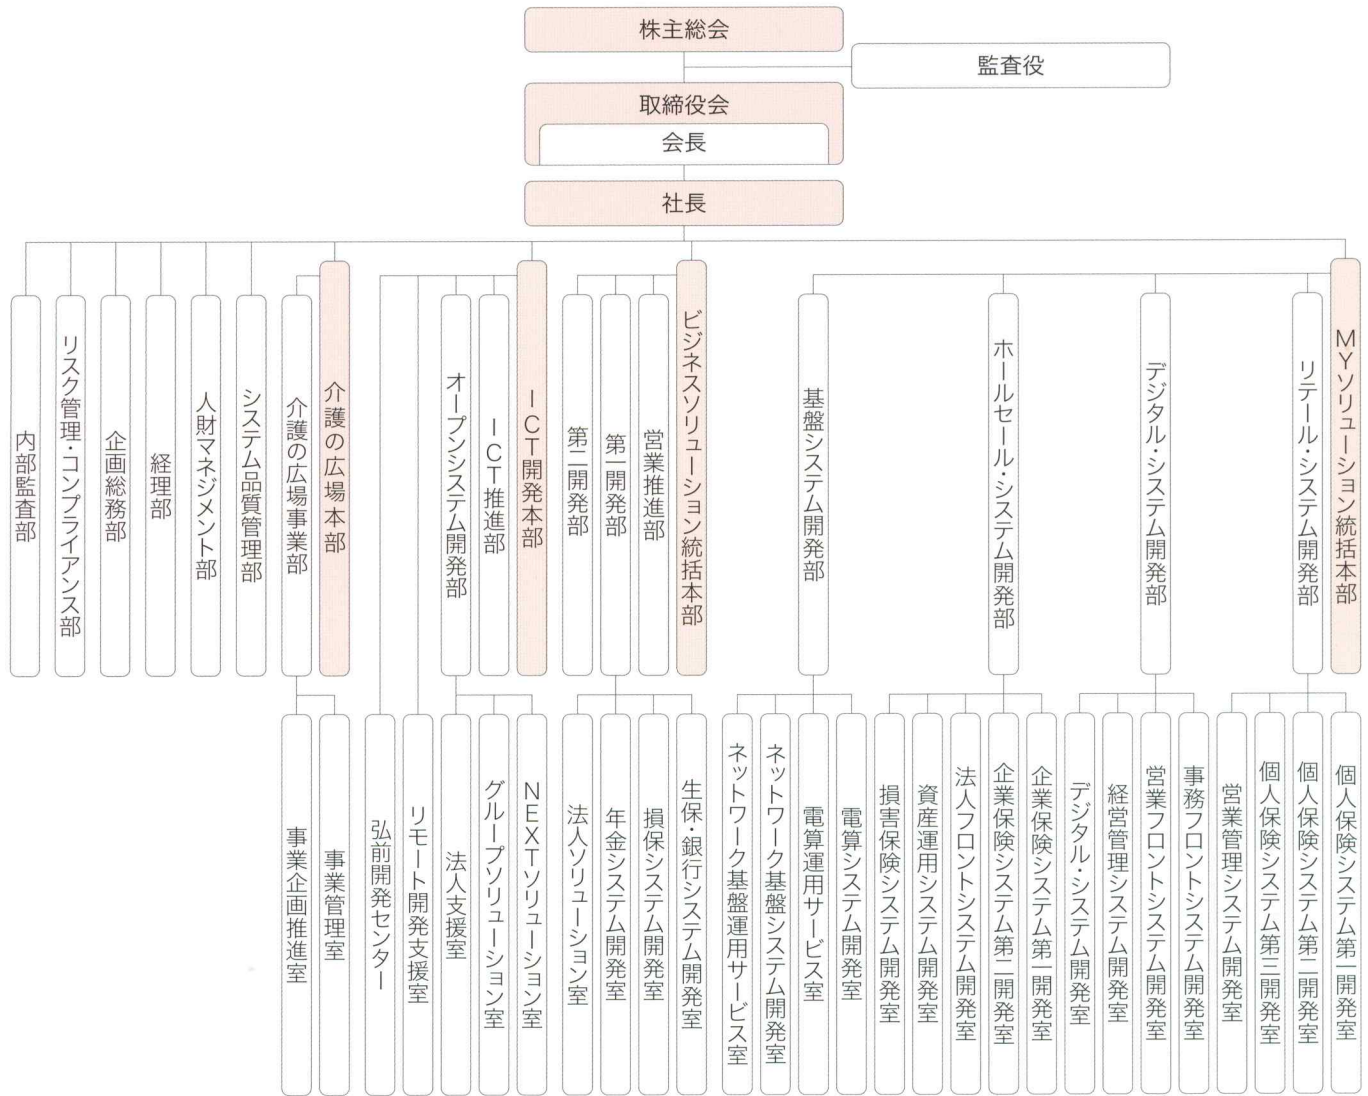 株主総会
監査役
取締役会
会長
社長
MYソリューション統括本部
リテール・システム開発部
デジタル・システム開発部
ホールセール・システム開発部
基盤システム開発部
ビジネスソリューション統括本部
営業推進部
第一開発部
第二開発部
ICT開発本部
ICT推進部
オープンシステム開発部
介護の広場本部
介護の広場事業部
システム品質管理部
人財マネジメント部
経理部
企画総務部
リスク管理・コンプライアンス部
内部監査部
個人保険システム第一開発室
個人保険システム第二開発室
個人保険システム第三開発室
営業管理システム開発室
事務フロントシステム開発室
営業フロントシステム開発室
経営管理システム開発室
デジタル・システム開発室
企業保険システム第一開発室
企業保険システム第二開発室
法人フロントシステム開発室
資産運用システム開発室
損害保険システム開発室
電算システム開発室
電算運用サービス室
ネットワーク基盤システム開発室
ネットワーク基盤運用サービス室
生保・銀行システム開発室
損保システム開発室
年金システム開発室
法人ソリューション室
NEXTソリューション室
グループソリューション室
法人支援室
リモート開発支援室
弘前開発センター
事業管理室
事業企画推進室